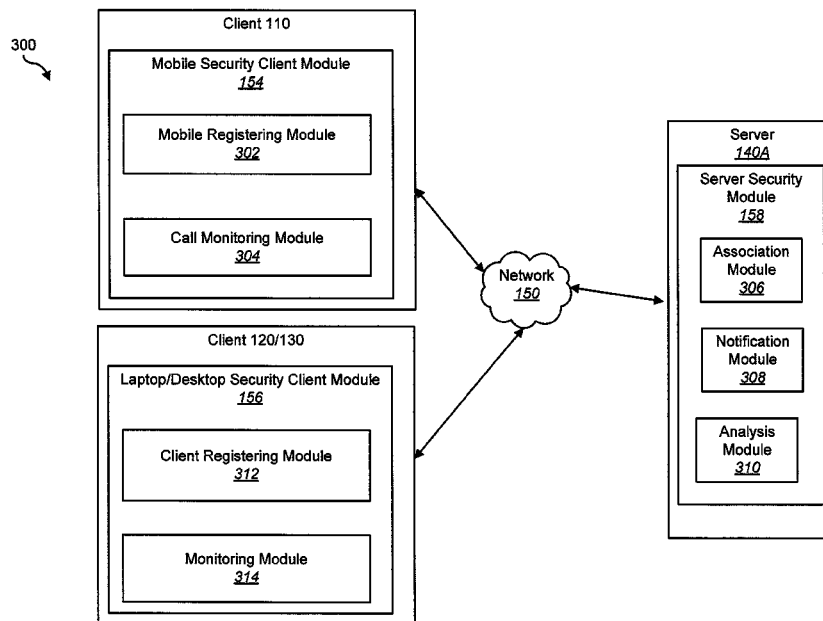 300
Client 110
Mobile Security Client Module
154
Mobile Registering Module
302
Call Monitoring Module
304
Client 120/130
Laptop/Desktop Security Client Module
156
Client Registering Module
312
Monitoring Module
314
Network
150
Server
140A
Server Security
Module
158
Association
Module
306
Notification
Module
308
Analysis
Module
310